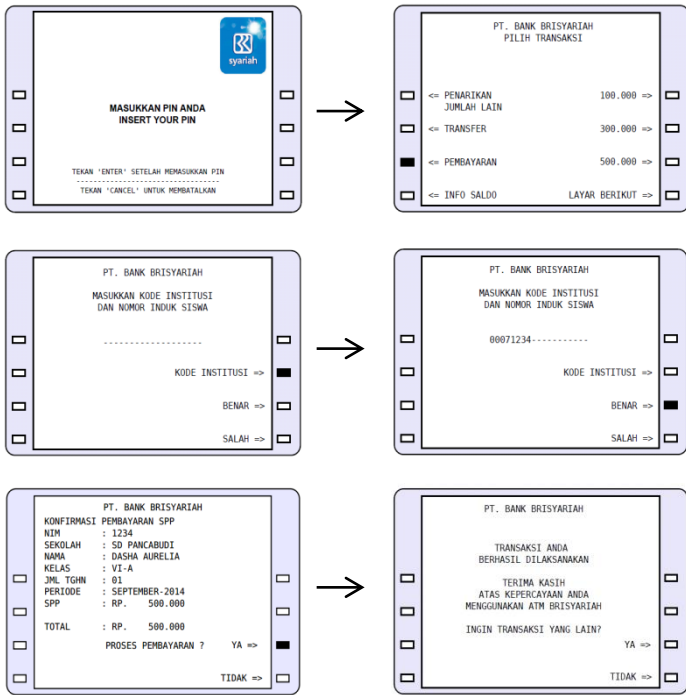 syariah
MASUKKAN PIN ANDA
INSERT YOUR PIN
TEKAN 'ENTER' SETELAH MEMASUKKAN PIN
------------------------------------
TEKAN 'CANCEL' UNTUK MEMBATALKAN
PT. BANK BRISYARIAH
PILIH TRANSAKSI
<= PENARIKAN 100.000 =>
JUMLAH LAIN
<= TRANSFER 300.000 =>
<= PEMBAYARAN 500.000 =>
<= INFO SALDO LAYAR BERIKUT =>
PT. BANK BRISYARIAH
MASUKKAN KODE INSTITUSI
DAN NOMOR INDUK SISWA
------------------
KODE INSTITUSI =>
BENAR =>
SALAH =>
PT. BANK BRISYARIAH
MASUKKAN KODE INSTITUSI
DAN NOMOR INDUK SISWA
00071234-----------
KODE INSTITUSI =>
BENAR =>
SALAH =>
PT. BANK BRISYARIAH
KONFIRMASI PEMBAYARAN SPP
NIM : 1234
SEKOLAH : SD PANCABUDI
NAMA : DASHA AURELIA
KELAS : VI-A
JML TGHN : 01
PERIODE : SEPTEMBER-2014
SPP : RP. 500.000
TOTAL : RP. 500.000
PROSES PEMBAYARAN ? YA =>
TIDAK =>
PT. BANK BRISYARIAH
TRANSAKSI ANDA
BERHASIL DILAKSANAKAN
TERIMA KASIH
ATAS KEPERCAYAAN ANDA
MENGGUNAKAN ATM BRISYARIAH
INGIN TRANSAKSI YANG LAIN?
YA =>
TIDAK =>